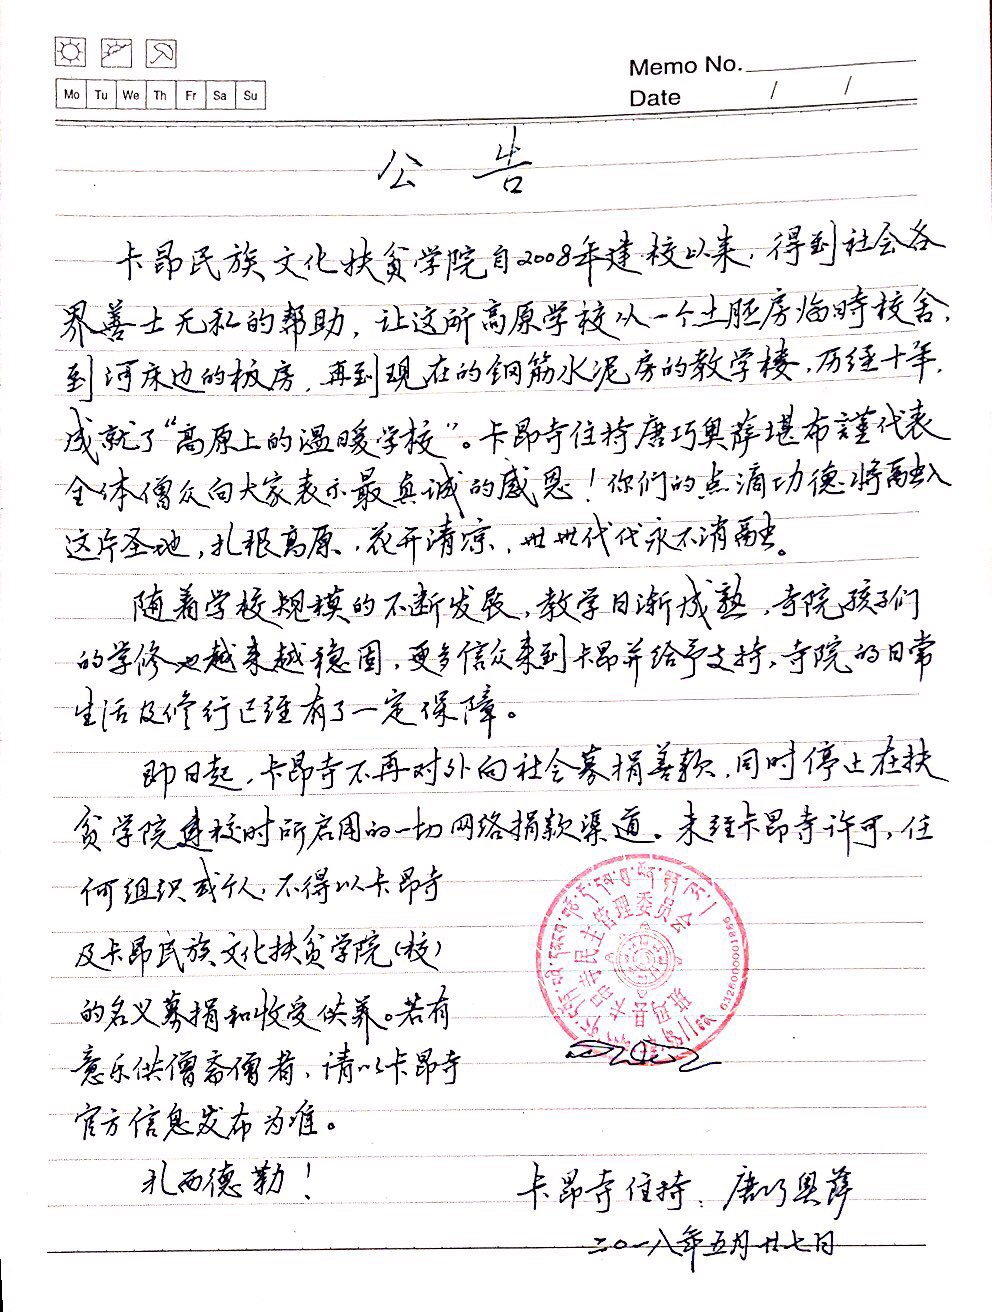 Mo Tu We Th Fr Sa Su
Memo No.
Date / /
公 告
卡昂民族文化扶贫学院自2008年建校以来，得到社会各
界善士无私的帮助，让这所高原学校从一个土胚房临时校舍，
到河床边的板房，再到现在的钢筋水泥房的教学楼，历经十年，
成就了“高原上的温暖学校”。卡昂寺住持唐巧奥萨堪布谨代表
全体僧众向大家表示最真诚的感恩！你们的点滴功德将融入
这片圣地，扎根高原，花开清凉，世世代代永不消融。
随着学校规模的不断发展，教学日渐成熟，寺院孩子们
的学修也越来越稳固，更多信众来到卡昂并给予支持，寺院的日常
生活及修行已经有了一定保障。
即日起，卡昂寺不再对外向社会募捐善款，同时停止在扶
贫学院建校时所启用的一切网络捐款渠道。未经卡昂寺许可，任
何组织或个人，不得以卡昂寺
及卡昂民族文化扶贫学院（校）
的名义募捐和收受供养。若有
意乐供僧斋僧者，请以卡昂寺
官方信息发布为准。
扎西德勒！
班玛县卡昂寺民主管理委员会
卡昂寺住持：唐巧奥萨
二〇一八年五月廿七日